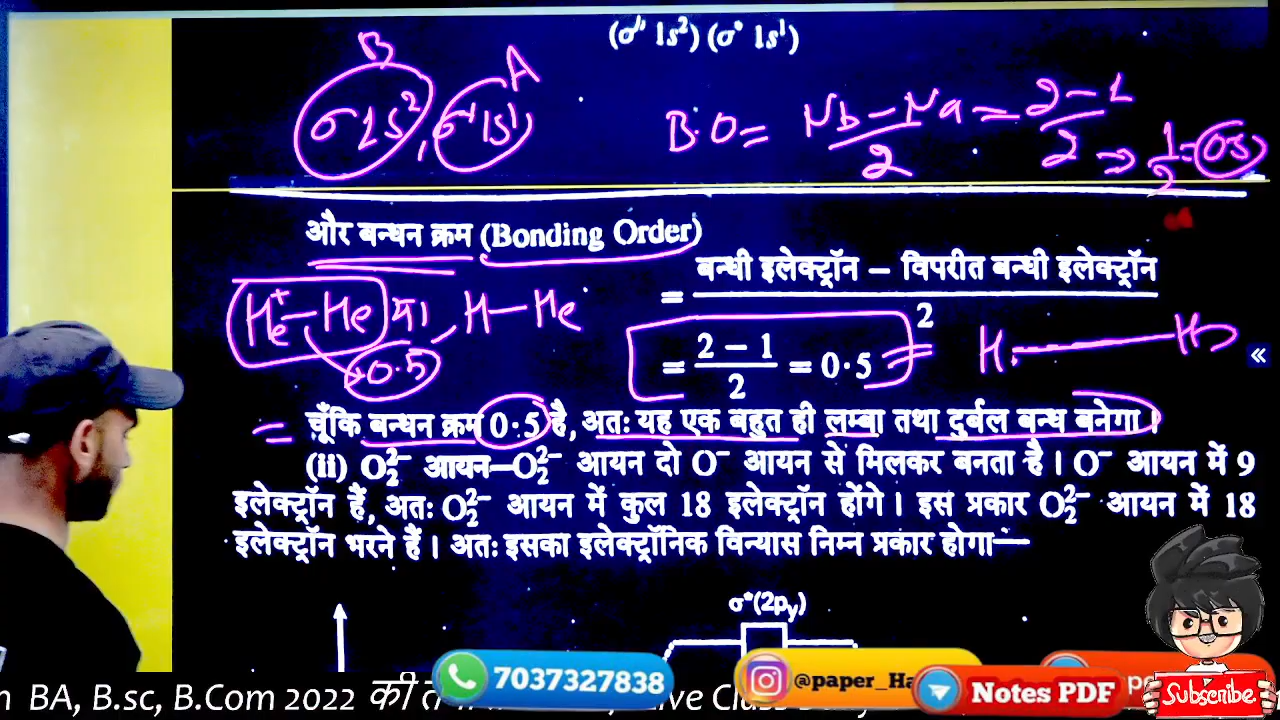 (σᵇ 1s²) (σ* 1s¹)
B A
σ1s², σ*1s¹
B.O = Nb – Na / 2 = 2 – 1 / 2 ⇒ 1/2 = 0.5
और बन्धन क्रम (Bonding Order)
= बन्धी इलेक्ट्रॉन – विपरीत बन्धी इलेक्ट्रॉन / 2
He⁺–He या H–He
0.5
= 2 – 1 / 2 = 0·5
H H
चूँकि बन्धन क्रम 0·5 है, अतः यह एक बहुत ही लम्बा तथा दुर्बल बन्ध बनेगा।
(ii) O₂²⁻ आयन—O₂²⁻ आयन दो O⁻ आयन से मिलकर बनता है। O⁻ आयन में 9
इलेक्ट्रॉन हैं, अतः O₂²⁻ आयन में कुल 18 इलेक्ट्रॉन होंगे। इस प्रकार O₂²⁻ आयन में 18
इलेक्ट्रॉन भरने हैं। अतः इसका इलेक्ट्रॉनिक विन्यास निम्न प्रकार होगा—
σ*(2pᵧ)
7037327838
@paper_Ha
Notes PDF
Subscribe
BA, B.sc, B.Com 2022 की